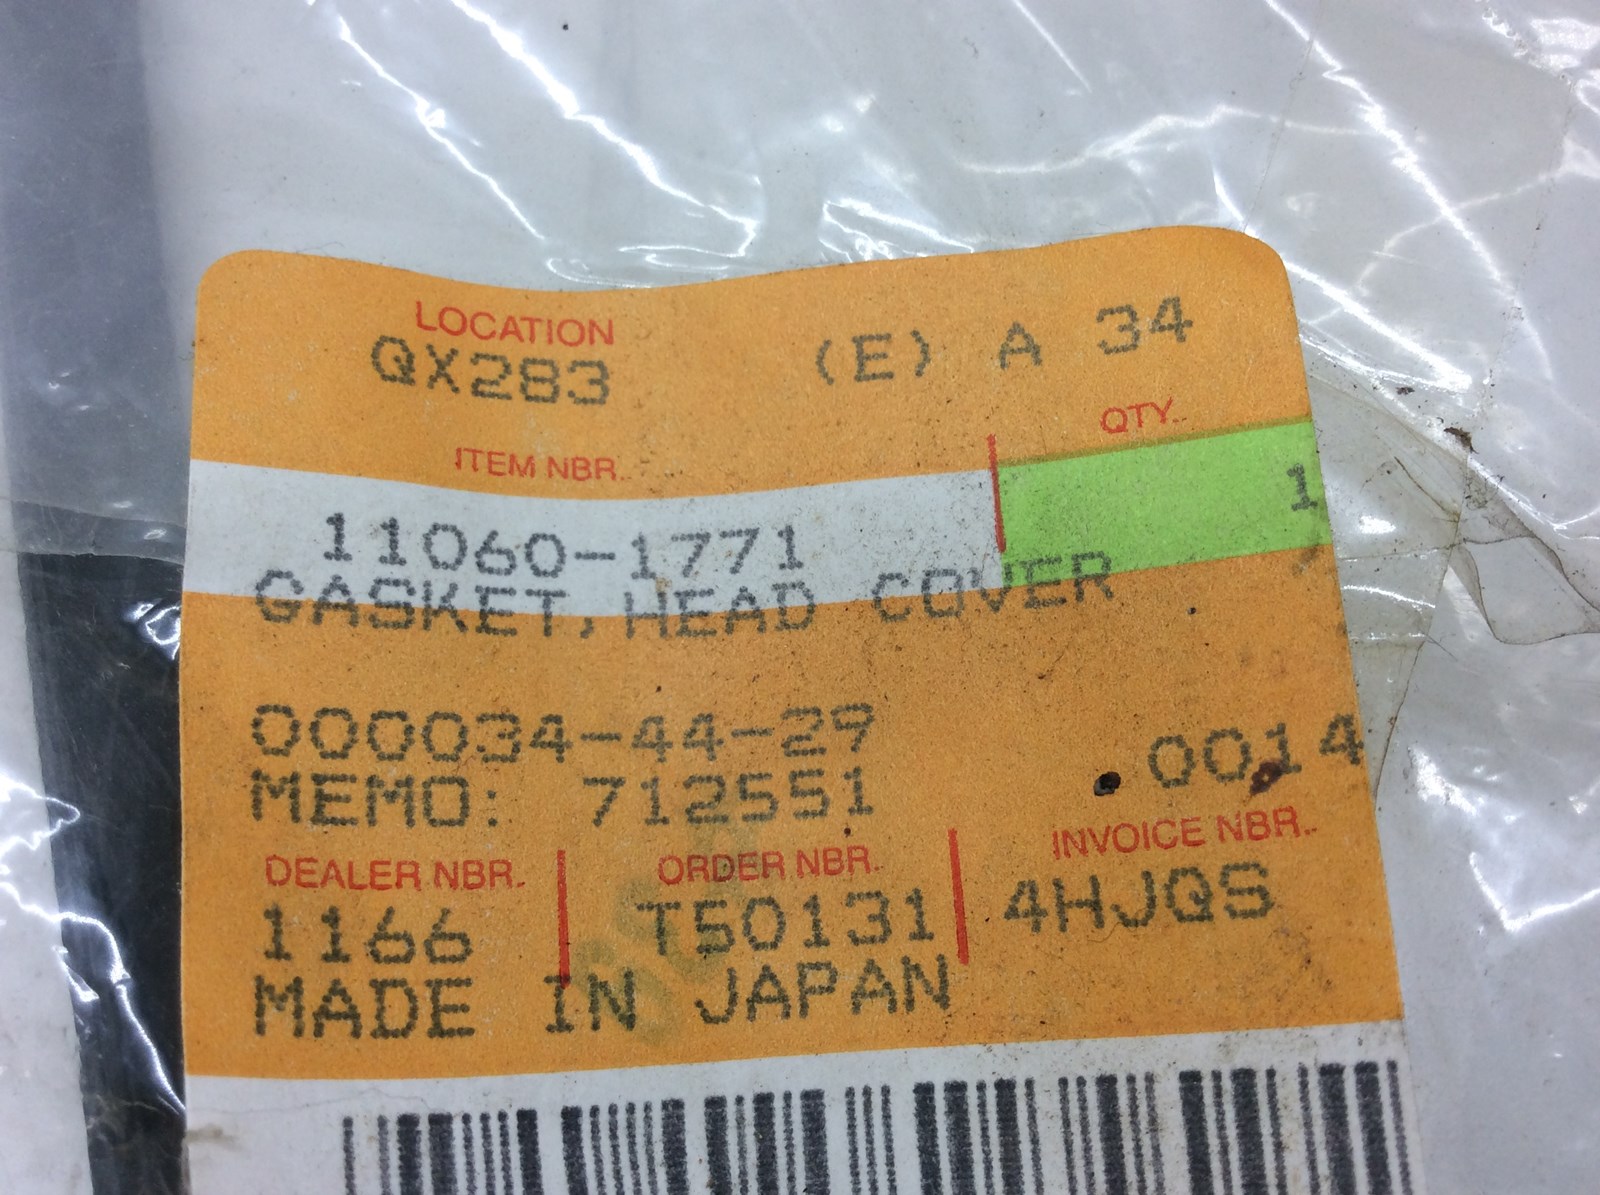 LOCATION
QX283 (E) A 34
ITEM NBR. QTY.
11060-1771 1
GASKET, HEAD COVER
000034-44-29 0014
MEMO: 712551
DEALER NBR. ORDER NBR. INVOICE NBR.
1166 T50131 4HJQS
MADE IN JAPAN